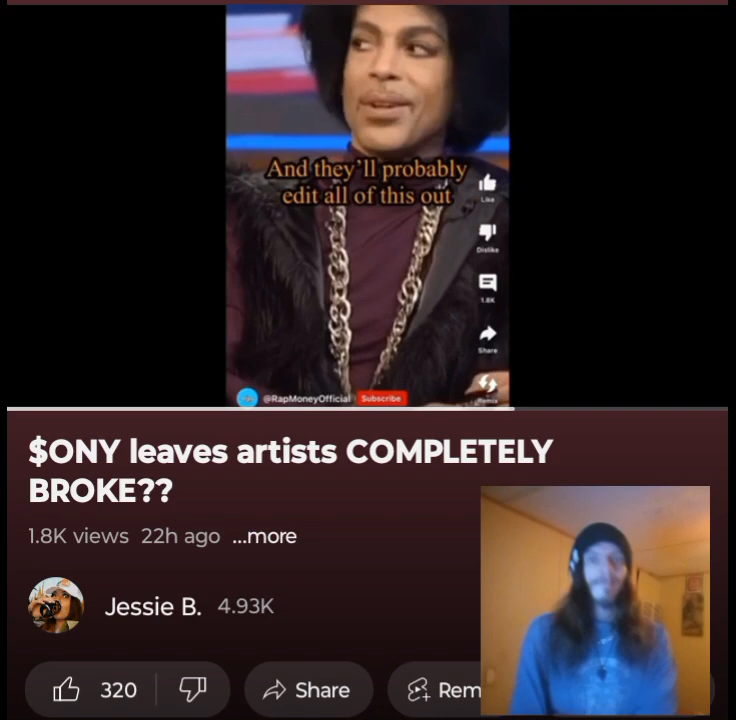 And they'll probably
edit all of this out
Like
Dislike
1.8K
Share
Remix
@RapMoneyOfficial Subscribe
$ONY leaves artists COMPLETELY
BROKE??
1.8K views 22h ago ...more
Jessie B. 4.93K
320 Share Rem